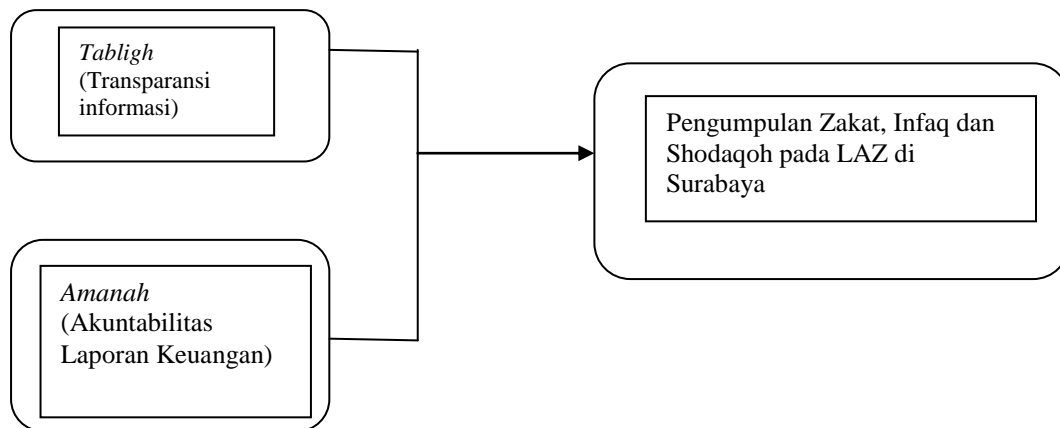 Tabligh
(Transparansi
informasi)
Pengumpulan Zakat, Infaq dan
Shodaqoh pada LAZ di
Surabaya
Amanah
(Akuntabilitas
Laporan Keuangan)